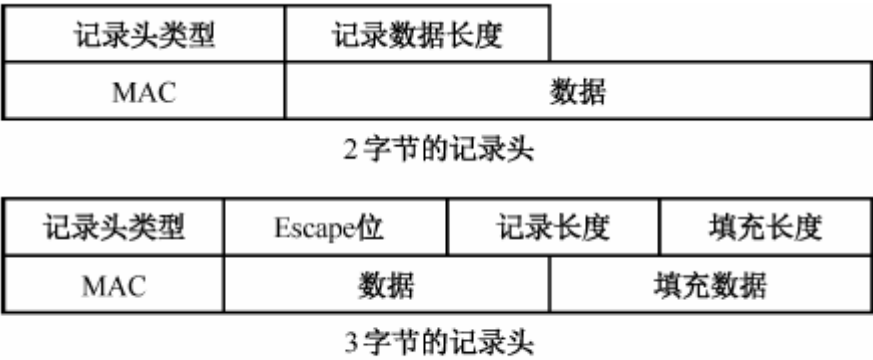 记录头类型 记录数据长度
MAC 数据
2字节的记录头
记录头类型 Escape位 记录长度 填充长度
MAC 数据 填充数据
3字节的记录头